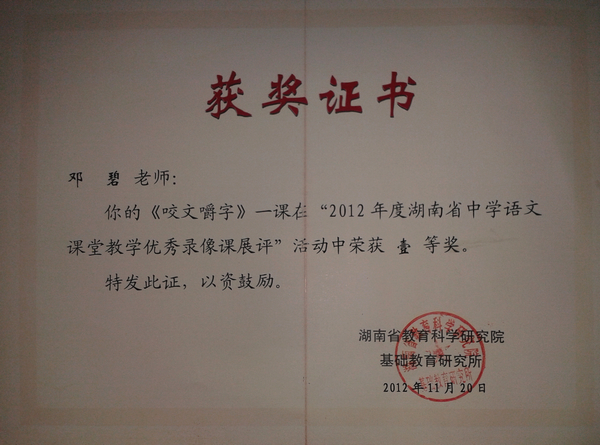 获奖证书
邓 碧 老师：
你的《咬文嚼字》一课在“2012年度湖南省中学语文
课堂教学优秀录像课展评”活动中荣获 壹 等奖。
特发此证，以资鼓励。
湖南省教育科学研究院
基础教育研究所
2012年11月20日